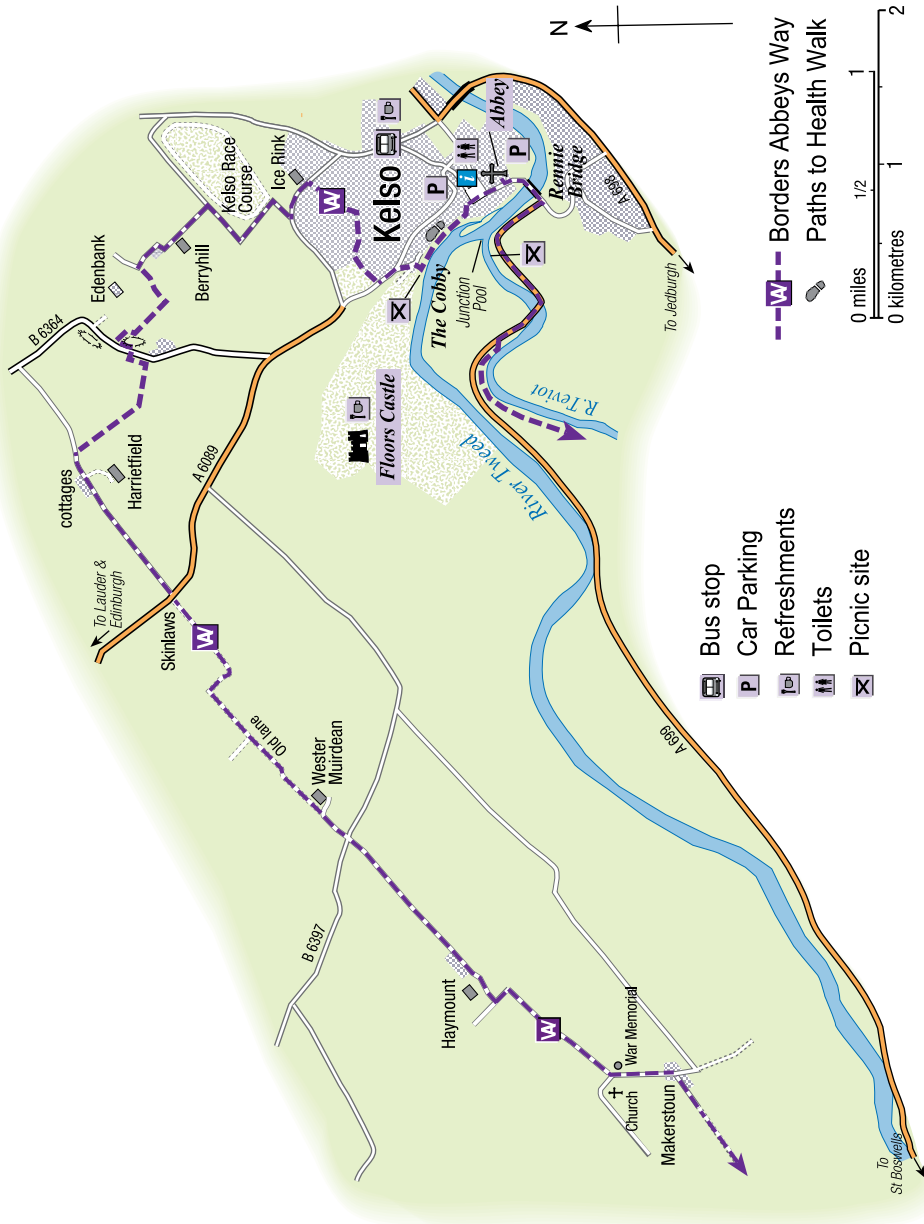 N
Kelso Race
Course
Ice Rink
Edenbank
Berryhill
B 6364
cottages
Harrietfield
A 6089
To Lauder &
Edinburgh
Skinlaws
W
Old lane
Wester
Muirdean
B 6397
Haymount
W
War Memorial
Church
Makerstoun
W
Kelso
P
i
Abbey
P
Rennie
Bridge
A 698
To Jedburgh
The Cobby
Junction
Pool
Floors Castle
River Tweed
R. Teviot
A 699
To
St Boswells
Bus stop
P Car Parking
Refreshments
Toilets
Picnic site
W Borders Abbeys Way
Paths to Health Walk
0 miles 1/2 1
0 kilometres 1 2